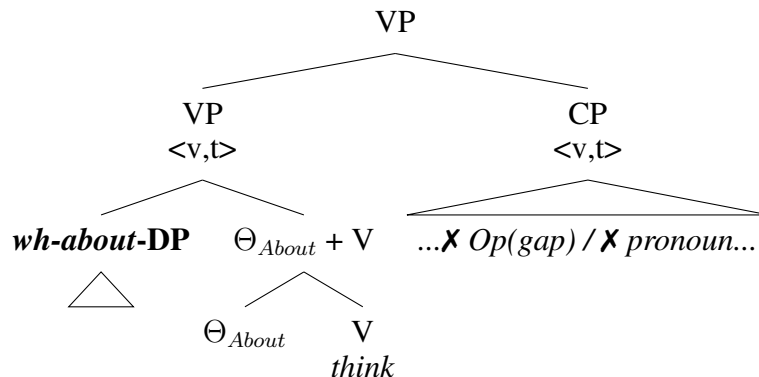 VP
VP CP
<v,t> <v,t>
wh-about-DP Θ_About + V ...✗ Op(gap) / ✗ pronoun...
Θ_About V
think